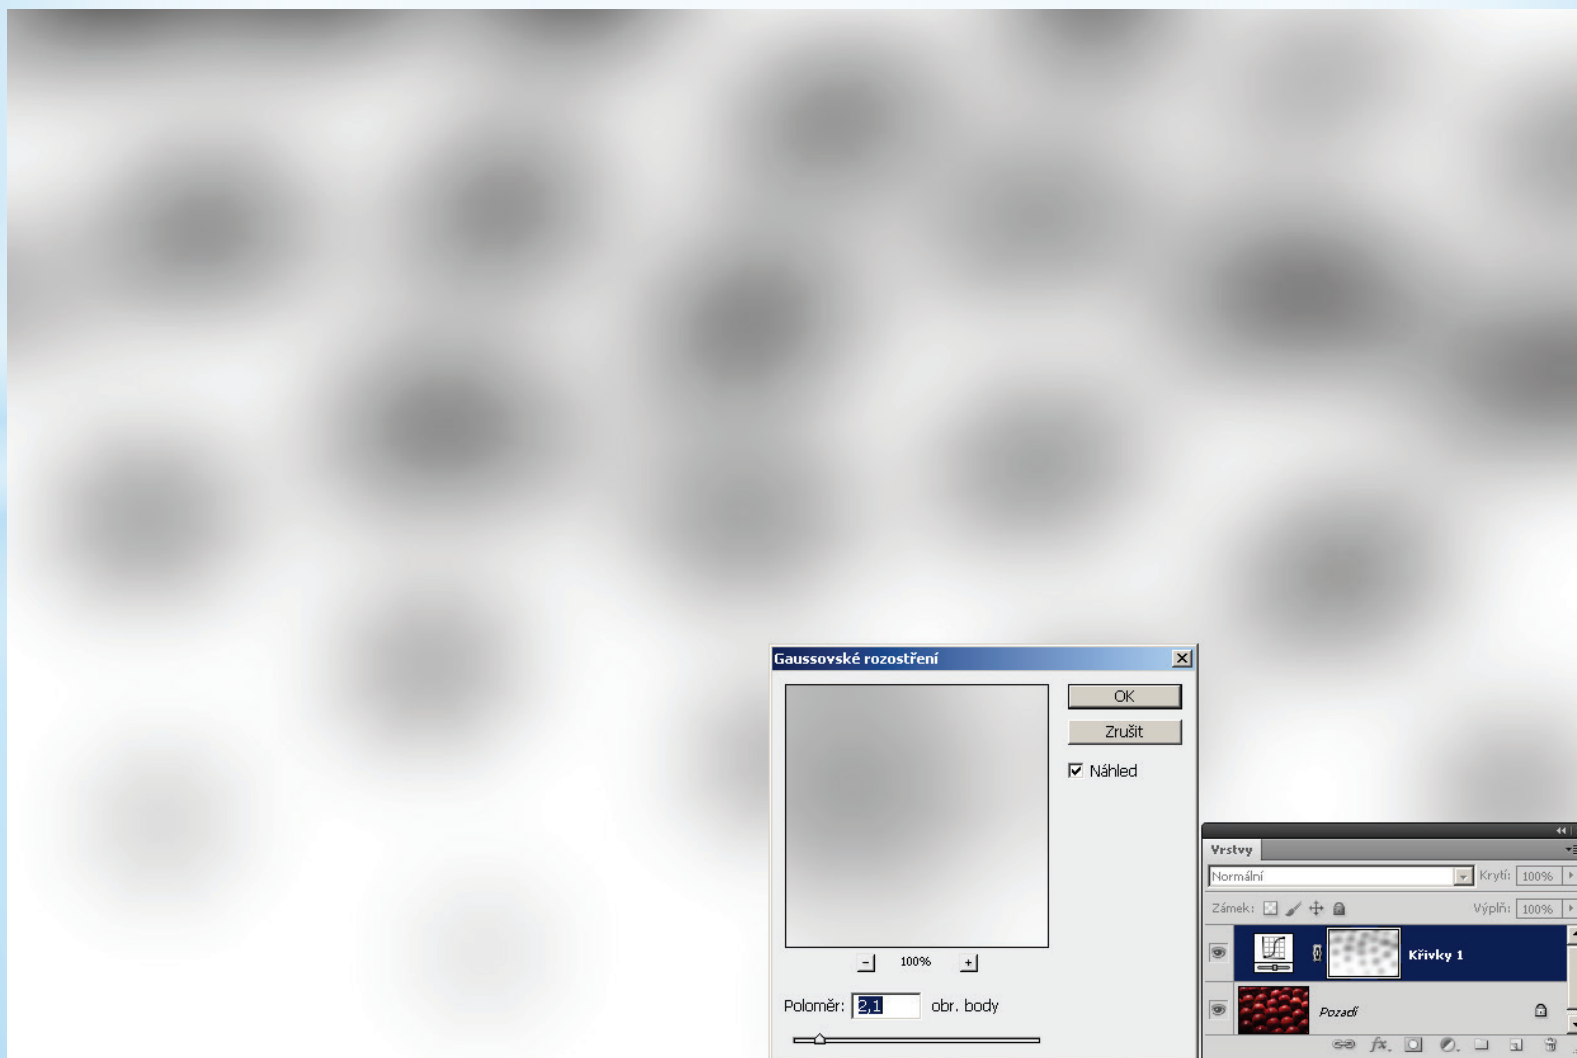 Gaussovské rozostření
OK
Zrušit
Náhled
100%
Poloměr: 2,1 obr. body
Vrstvy
Normální Krytí: 100%
Zámek: Výplň: 100%
Křivky 1
Pozadí
fx.